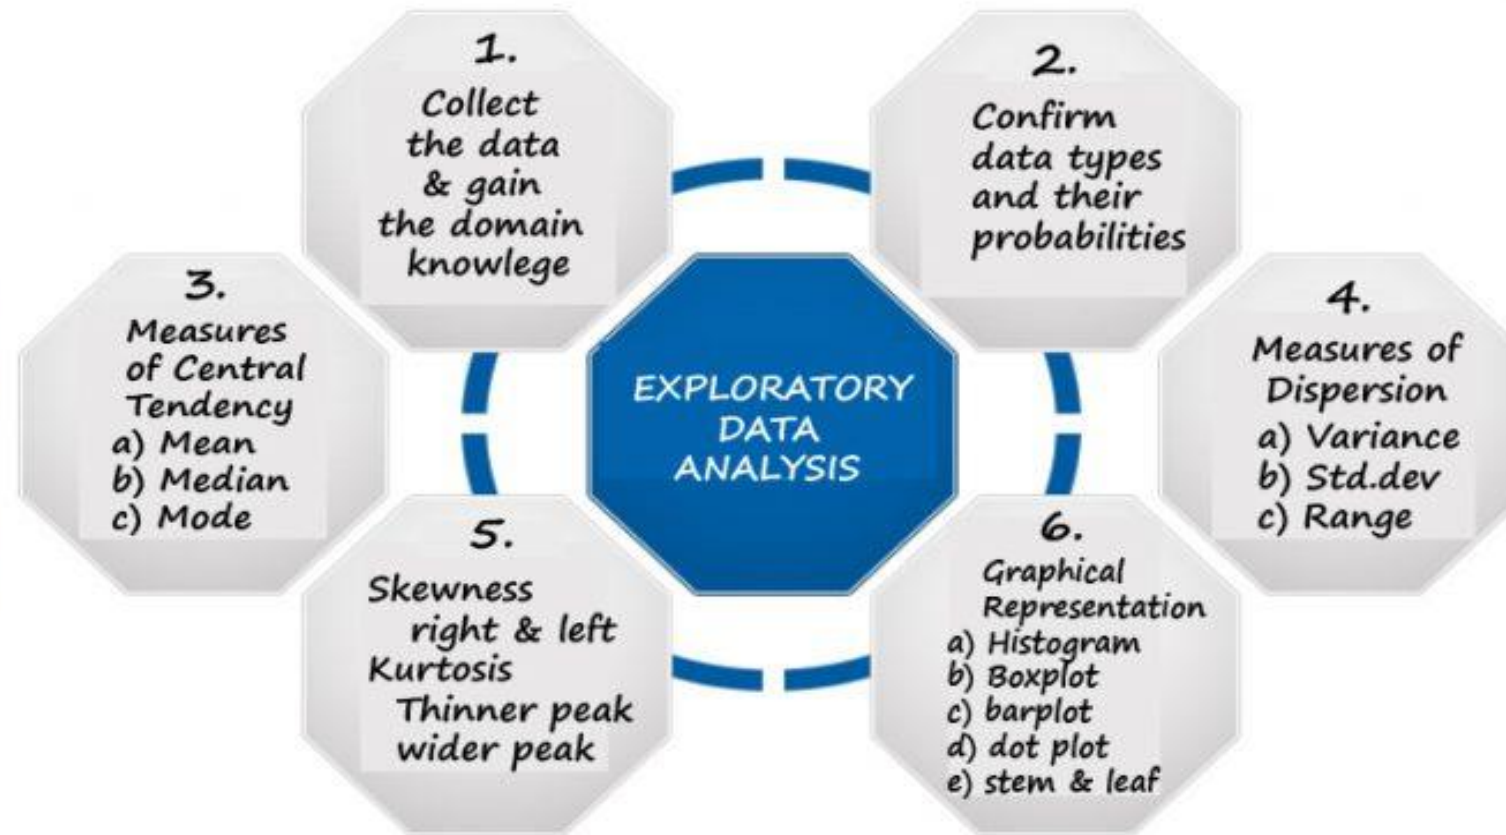 1.
Collect
the data
& gain
the domain
knowlege
2.
Confirm
data types
and their
probabilities
3.
Measures
of Central
Tendency
a) Mean
b) Median
c) Mode
EXPLORATORY
DATA
ANALYSIS
4.
Measures of
Dispersion
a) Variance
b) Std.dev
c) Range
5.
Skewness
right & left
Kurtosis
Thinner peak
wider peak
6.
Graphical
Representation
a) Histogram
b) Boxplot
c) barplot
d) dot plot
e) stem & leaf